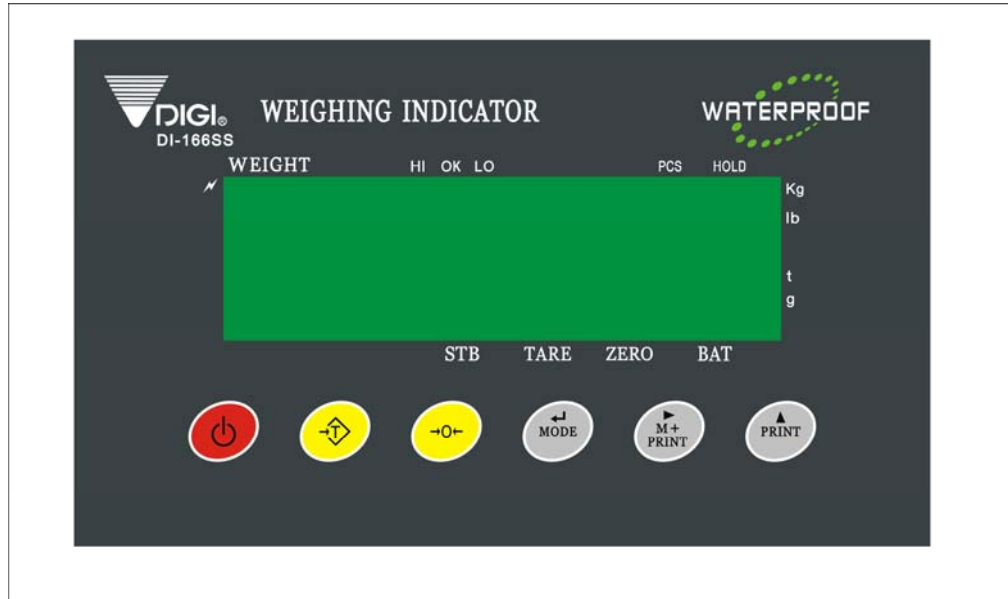 DIGI®
WEIGHING INDICATOR
WATERPROOF
DI-166SS
WEIGHT HI OK LO PCS HOLD
Kg
lb
t
g
STB TARE ZERO BAT
→T →O← MODE M+ PRINT PRINT